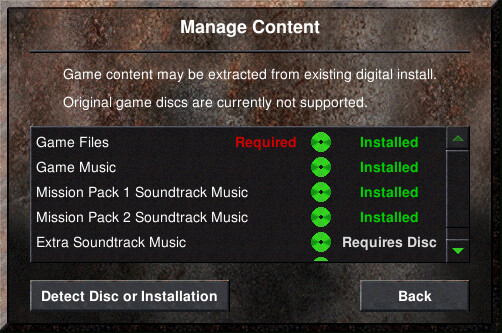 Manage Content
Game content may be extracted from existing digital install.
Original game discs are currently not supported.
Game Files Required Installed
Game Music Installed
Mission Pack 1 Soundtrack Music Installed
Mission Pack 2 Soundtrack Music Installed
Extra Soundtrack Music Requires Disc
Detect Disc or Installation Back